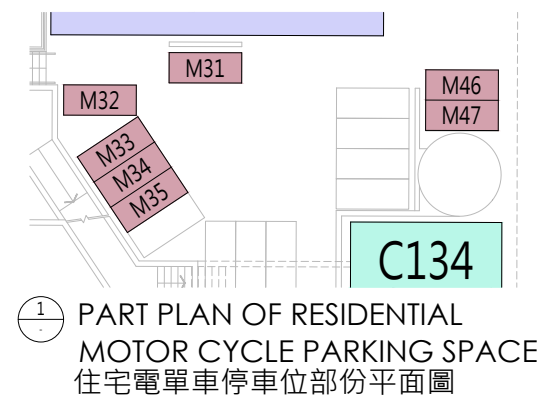 M31
M32
M33
M34
M35
M46
M47
C134
1
-
PART PLAN OF RESIDENTIAL
MOTOR CYCLE PARKING SPACE
住宅電單車停車位部份平面圖